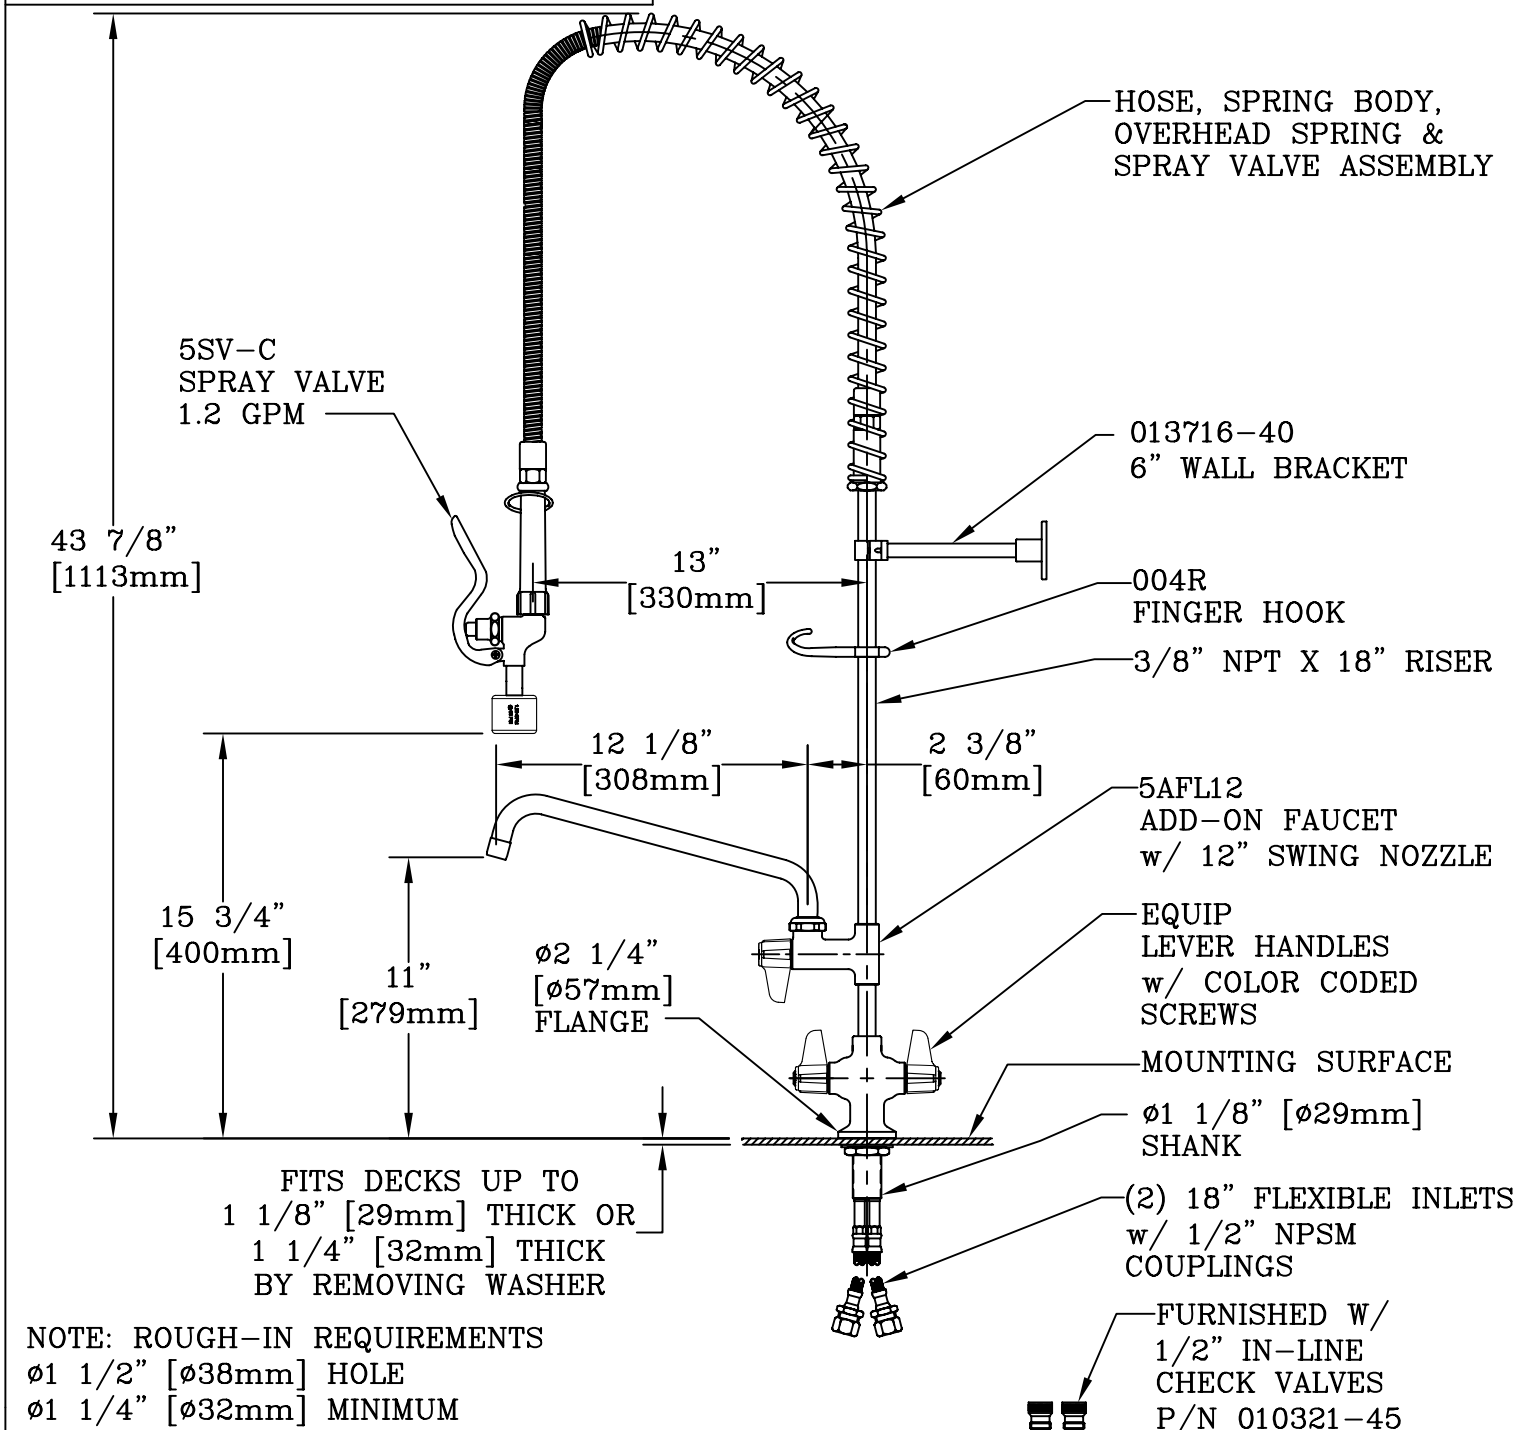 HOSE, SPRING BODY,
OVERHEAD SPRING &
SPRAY VALVE ASSEMBLY
5SV-C
SPRAY VALVE
1.2 GPM
013716-40
6" WALL BRACKET
43 7/8"
[1113mm]
13"
[330mm]
004R
FINGER HOOK
3/8" NPT X 18" RISER
12 1/8"
[308mm]
2 3/8"
[60mm]
5AFL12
ADD-ON FAUCET
w/ 12" SWING NOZZLE
15 3/4"
[400mm]
11"
[279mm]
ø2 1/4"
[ø57mm]
FLANGE
EQUIP
LEVER HANDLES
w/ COLOR CODED
SCREWS
MOUNTING SURFACE
ø1 1/8" [ø29mm]
SHANK
FITS DECKS UP TO
1 1/8" [29mm] THICK OR
1 1/4" [32mm] THICK
BY REMOVING WASHER
(2) 18" FLEXIBLE INLETS
w/ 1/2" NPSM
COUPLINGS
NOTE: ROUGH-IN REQUIREMENTS
ø1 1/2" [ø38mm] HOLE
ø1 1/4" [ø32mm] MINIMUM
FURNISHED W/
1/2" IN-LINE
CHECK VALVES
P/N 010321-45